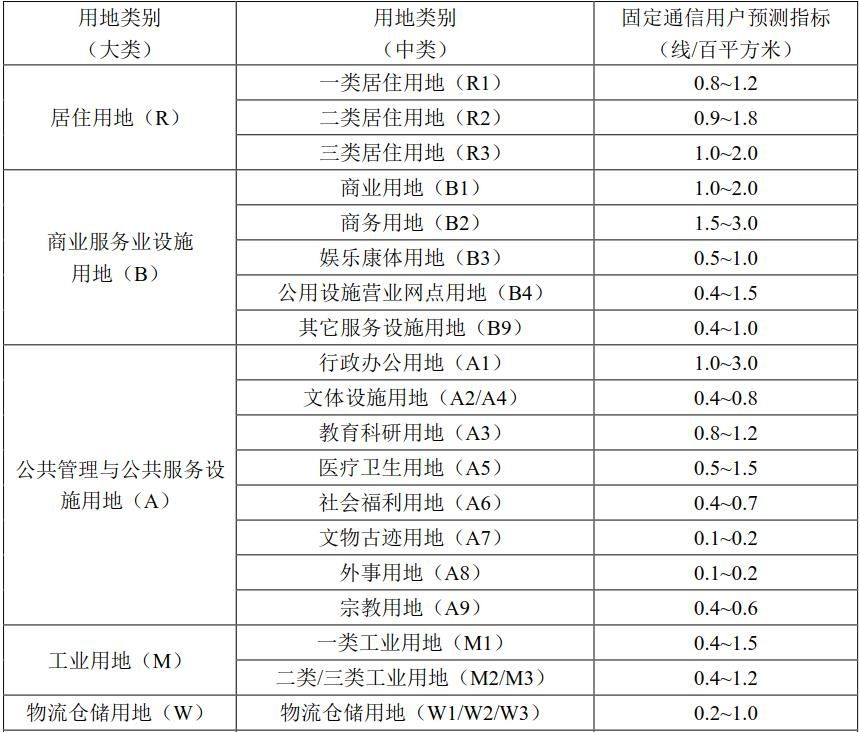 用地类别
（大类）
用地类别
（中类）
固定通信用户预测指标
（线/百平方米）
居住用地（R）
一类居住用地（R1）
0.8~1.2
二类居住用地（R2）
0.9~1.8
三类居住用地（R3）
1.0~2.0
商业服务业设施
用地（B）
商业用地（B1）
1.0~2.0
商务用地（B2）
1.5~3.0
娱乐康体用地（B3）
0.5~1.0
公用设施营业网点用地（B4）
0.4~1.5
其它服务设施用地（B9）
0.4~1.0
公共管理与公共服务设
施用地（A）
行政办公用地（A1）
1.0~3.0
文体设施用地（A2/A4）
0.4~0.8
教育科研用地（A3）
0.8~1.2
医疗卫生用地（A5）
0.5~1.5
社会福利用地（A6）
0.4~0.7
文物古迹用地（A7）
0.1~0.2
外事用地（A8）
0.1~0.2
宗教用地（A9）
0.4~0.6
工业用地（M）
一类工业用地（M1）
0.4~1.5
二类/三类工业用地（M2/M3）
0.4~1.2
物流仓储用地（W）
物流仓储用地（W1/W2/W3）
0.2~1.0